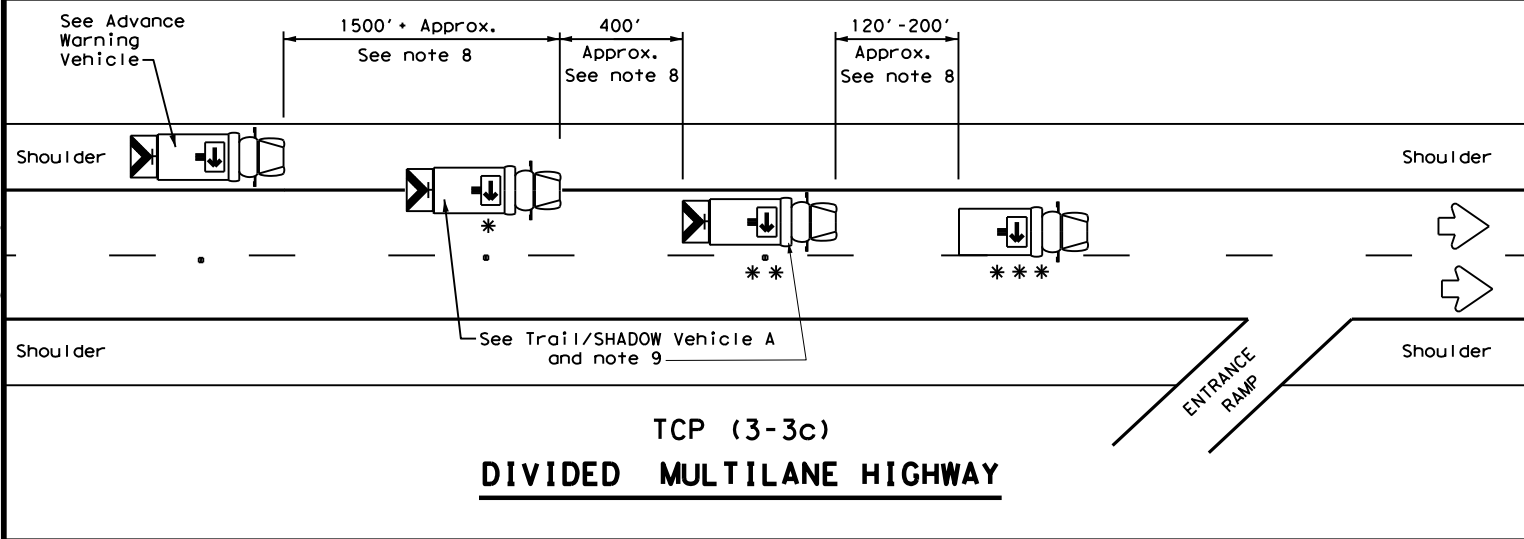 See Advance
Warning
Vehicle
1500'+ Approx.
See note 8
400'
Approx.
See note 8
120'-200'
Approx.
See note 8
Shoulder
Shoulder
*
* *
* * *
See Trail/SHADOW Vehicle A
and note 9
Shoulder
Shoulder
ENTRANCE
RAMP
TCP (3-3c)
DIVIDED MULTILANE HIGHWAY